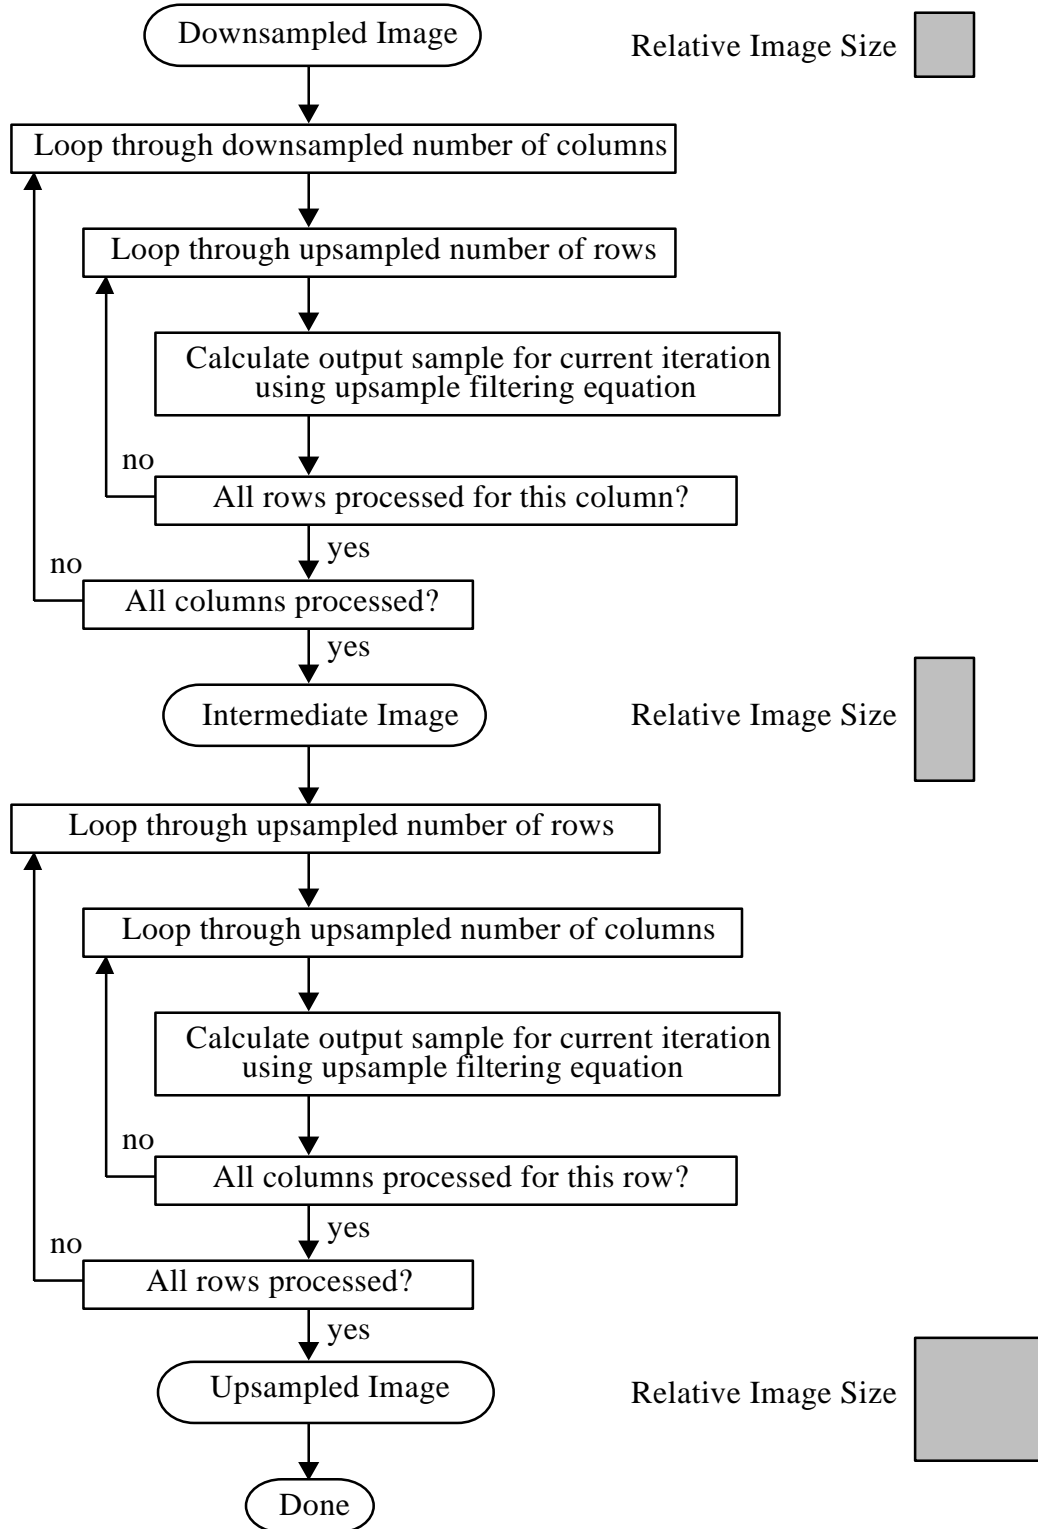 Downsampled Image
Relative Image Size
Loop through downsampled number of columns
Loop through upsampled number of rows
Calculate output sample for current iteration
using upsample filtering equation
no
All rows processed for this column?
yes
no
All columns processed?
yes
Intermediate Image
Relative Image Size
Loop through upsampled number of rows
Loop through upsampled number of columns
Calculate output sample for current iteration
using upsample filtering equation
no
All columns processed for this row?
yes
no
All rows processed?
yes
Upsampled Image
Relative Image Size
Done